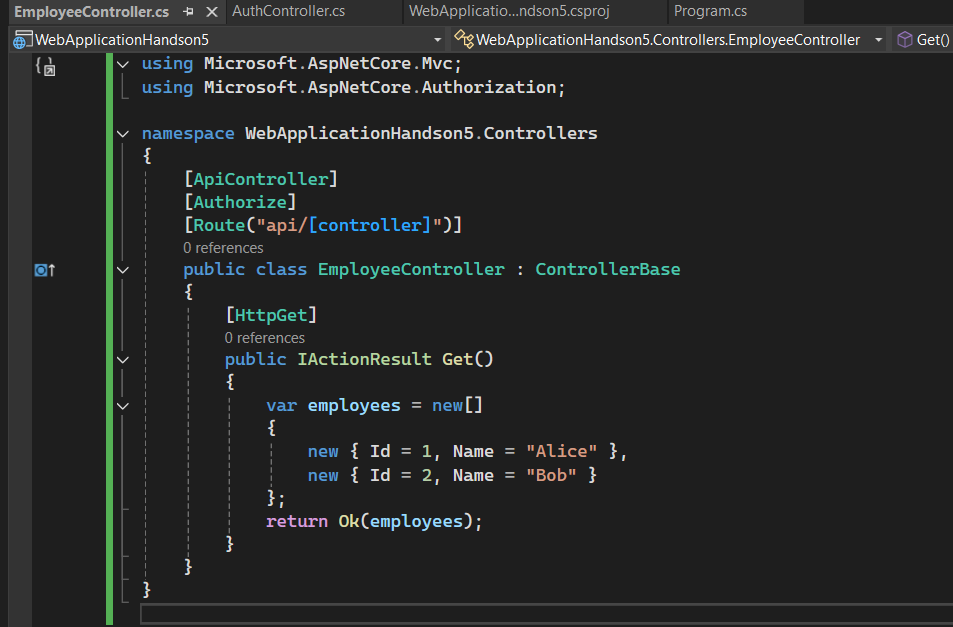 EmployeeController.cs AuthController.cs WebApplicatio...ndson5.csproj Program.cs
WebApplicationHandson5 WebApplicationHandson5.Controllers.EmployeeController Get()
using Microsoft.AspNetCore.Mvc;
using Microsoft.AspNetCore.Authorization;
namespace WebApplicationHandson5.Controllers
{
[ApiController]
[Authorize]
[Route("api/[controller]")]
0 references
public class EmployeeController : ControllerBase
{
[HttpGet]
0 references
public IActionResult Get()
{
var employees = new[]
{
new { Id = 1, Name = "Alice" },
new { Id = 2, Name = "Bob" }
};
return Ok(employees);
}
}
}